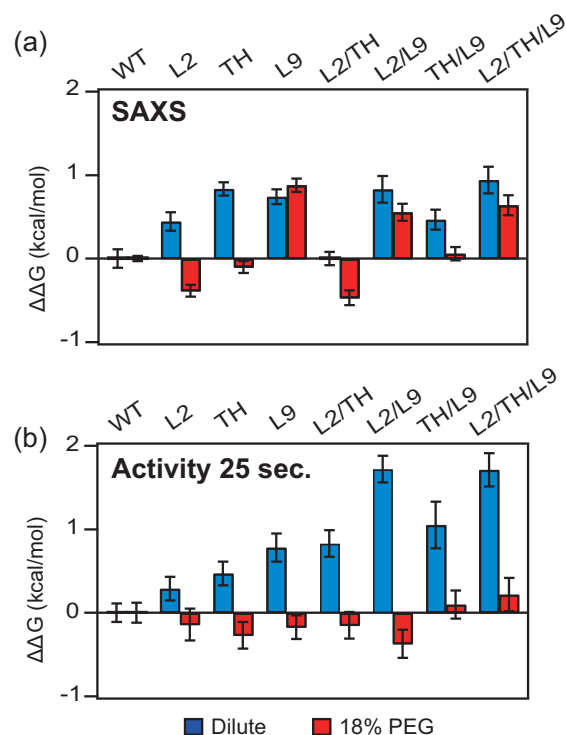 (a)
WT L2 TH L9 L2/TH L2/L9 TH/L9 L2/TH/L9
SAXS
2
1
0
-1
ΔΔG (kcal/mol)
(b)
WT L2 TH L9 L2/TH L2/L9 TH/L9 L2/TH/L9
Activity 25 sec.
2
1
0
-1
ΔΔG (kcal/mol)
Dilute 18% PEG